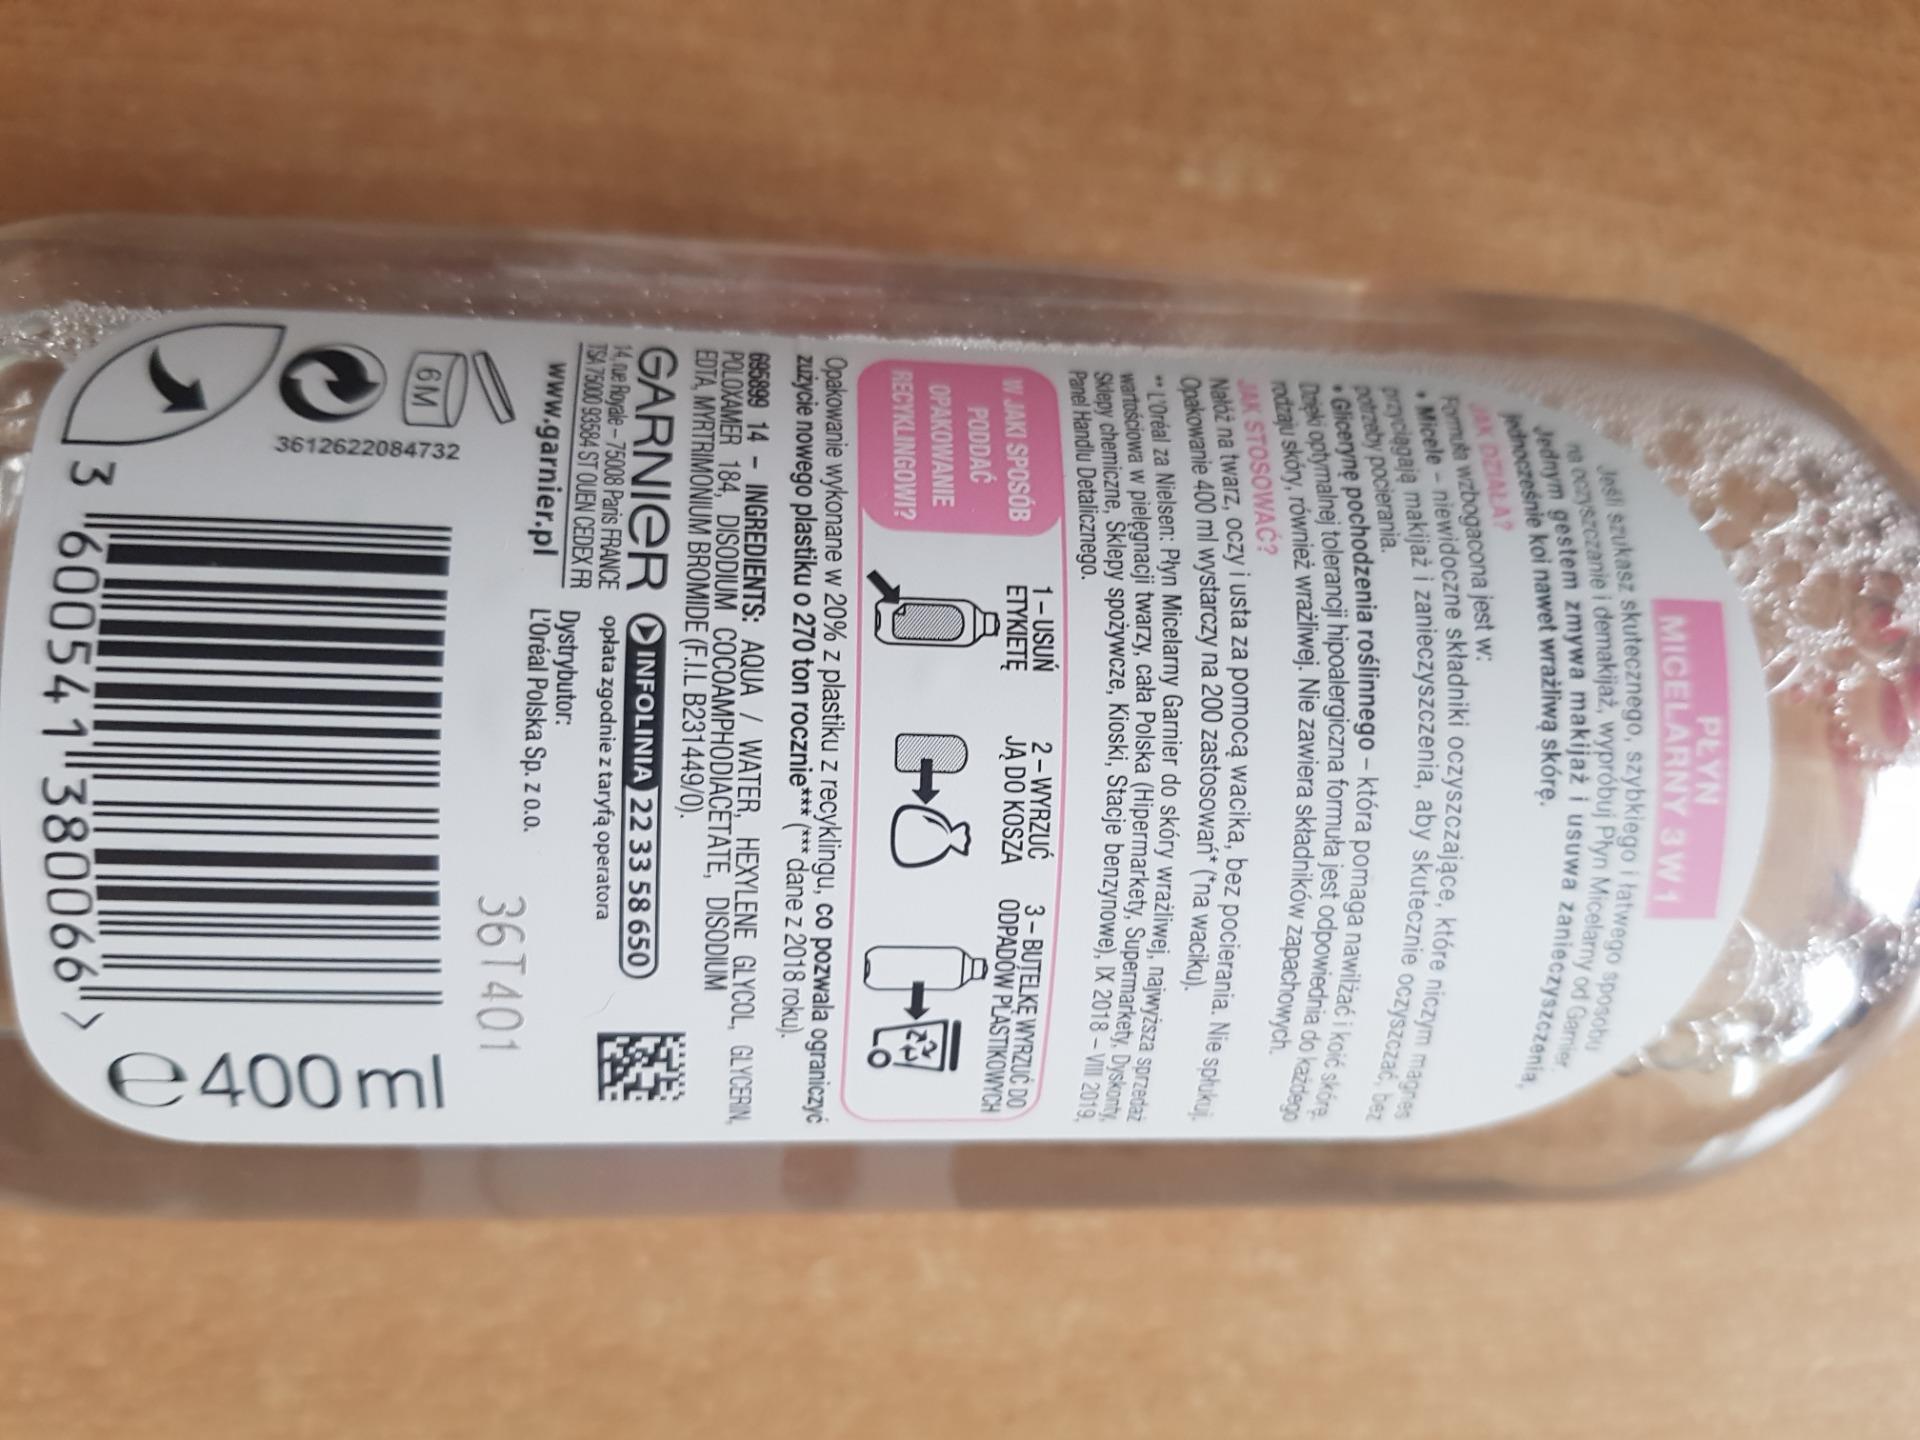 PŁYN
MICELARNY 3W1
Jeśli szukasz skutecznego, szybkiego i łatwego sposobu
na oczyszczanie i demakijaż, wypróbuj Płyn Micelarny od Garnier.
Jednym gestem zmywa makijaż i usuwa zanieczyszczenia,
jednocześnie koi nawet wrażliwą skórę.
JAK DZIAŁA?
Formuła wzbogacona jest w:
• Micele – niewidoczne składniki oczyszczające, które niczym magnes
przyciągają makijaż i zanieczyszczenia, aby skutecznie oczyszczać, bez
potrzeby pocierania.
• Glicerynę pochodzenia roślinnego – która pomaga nawilżać i koić skórę.
Dzięki optymalnej tolerancji hipoalergiczna formuła jest odpowiednia do każdego
rodzaju skóry, również wrażliwej. Nie zawiera składników zapachowych.
JAK STOSOWAĆ?
Nałóż na twarz, oczy i usta za pomocą wacika, bez pocierania. Nie spłukuj.
Opakowanie 400 ml wystarczy na 200 zastosowań* (*na waciku).
** L'Oréal za Nielsen: Płyn Micelarny Garnier do skóry wrażliwej, najwyższa sprzedaż
wartościowa w pielęgnacji twarzy, cała Polska (Hipermarkety, Supermarkety, Dyskonty,
Sklepy chemiczne, Sklepy spożywcze, Kioski, Stacje benzynowe), IX 2018 – VIII 2019,
Panel Handlu Detalicznego.
W JAKI SPOSÓB
PODDAĆ
OPAKOWANIE
RECYKLINGOWI?
1 – USUŃ
ETYKIETĘ
2 – WYRZUĆ
JĄ DO KOSZA
3 – BUTELKĘ WYRZUĆ DO
ODPADÓW PLASTIKOWYCH
Opakowanie wykonane w 20% z plastiku z recyklingu, co pozwala ograniczyć
zużycie nowego plastiku o 270 ton rocznie*** (*** dane z 2018 roku).
695899 14 – INGREDIENTS: AQUA / WATER, HEXYLENE GLYCOL, GLYCERIN,
POLOXAMER 184, DISODIUM COCOAMPHODIACETATE, DISODIUM
EDTA, MYRTRIMONIUM BROMIDE (F.I.L. B231449/0).
GARNIER
INFOLINIA 22 33 58 650
14, rue Royale – 75008 Paris FRANCE
opłata zgodnie z taryfą operatora
TSA 75000 93584 ST OUEN CEDEX FR
www.garnier.pl
Dystrybutor:
L'Oréal Polska Sp. z o.o.
36T401
6M
3612622084732
3 600541 380066 >
e 400 ml